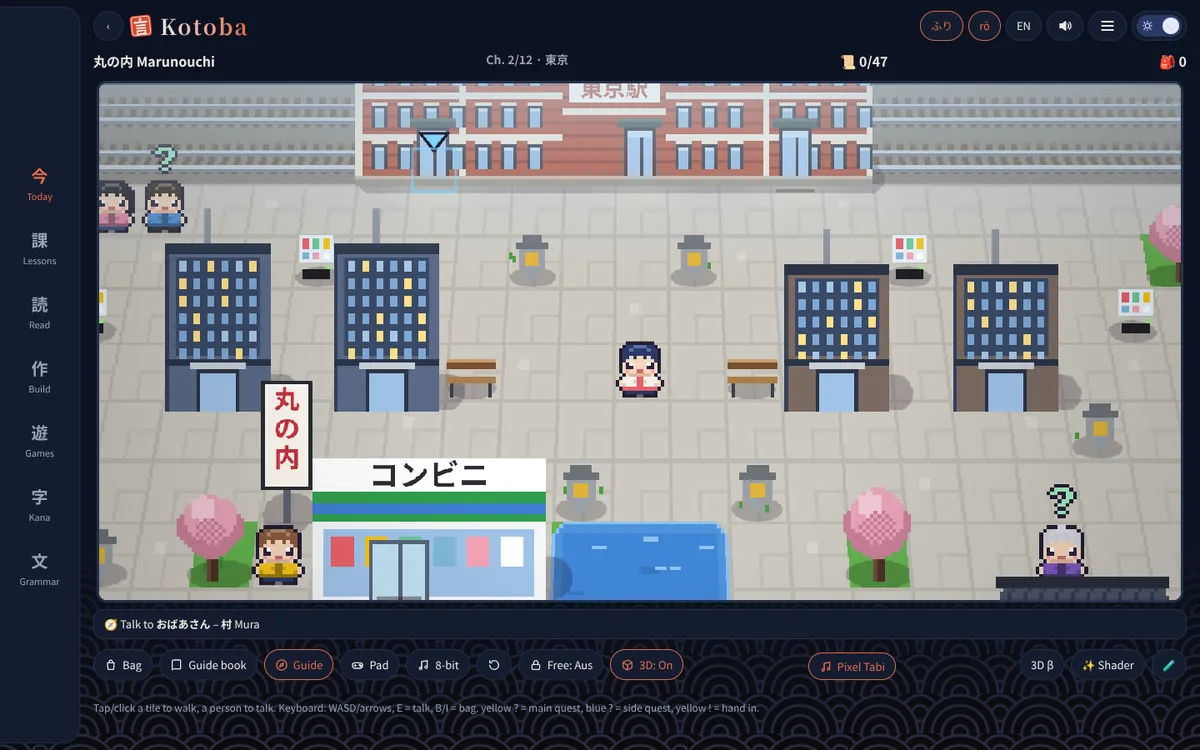 ‹
言 Kotoba
ふり
rō
EN
丸の内 Marunouchi
Ch. 2/12 · 東京
0/47
0
今
Today
課
Lessons
読
Read
作
Build
遊
Games
字
Kana
文
Grammar
東京駅
?
丸の内
コンビニ
?
Talk to おばあさん – 村 Mura
Bag
Guide book
Guide
Pad
8-bit
Free: Aus
3D: On
Pixel Tabi
3D β
Shader
Tap/click a tile to walk, a person to talk. Keyboard: WASD/arrows, E = talk, B/I = bag. yellow ? = main quest, blue ? = side quest, yellow ! = hand in.